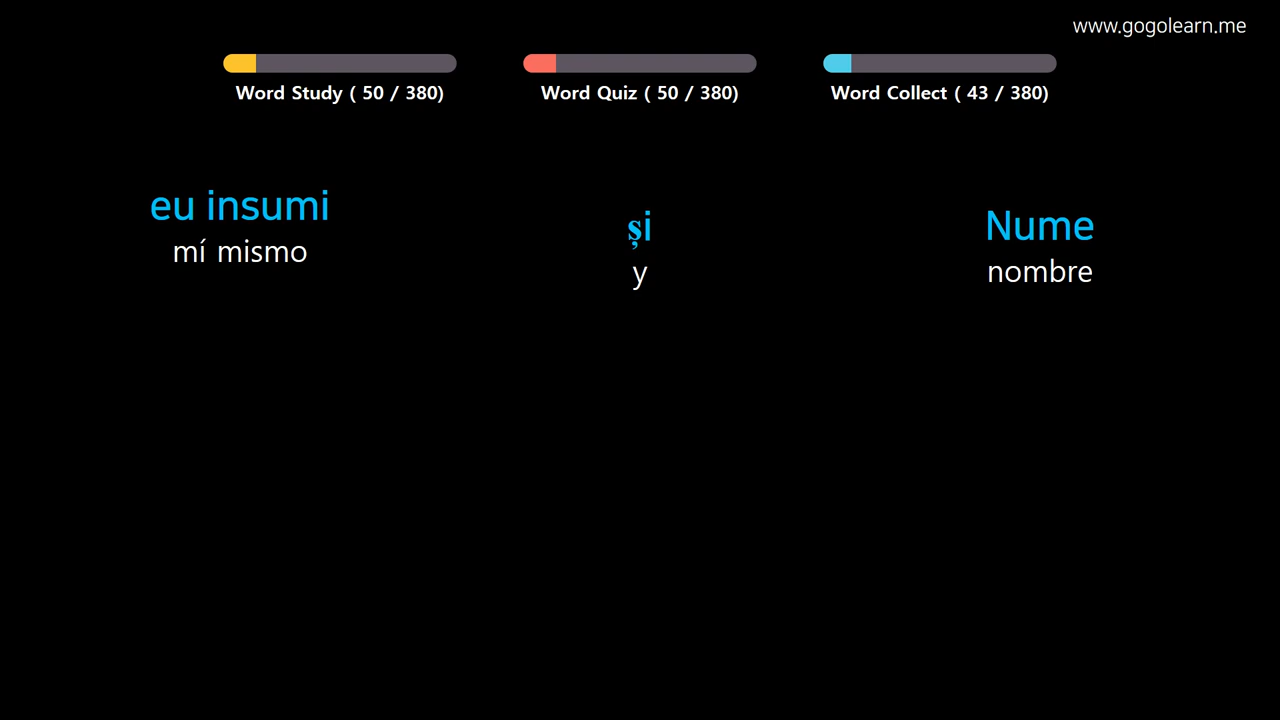 www.gogolearn.me
Word Study ( 50 / 380)
Word Quiz ( 50 / 380)
Word Collect ( 43 / 380)
eu insumi
mí mismo
și
y
Nume
nombre